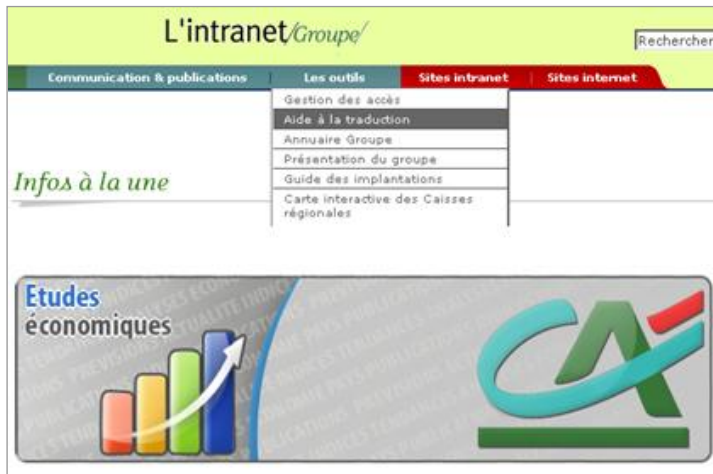 L'intranet/Groupe/
Rechercher
Communication & publications
Les outils
Sites intranet
Sites internet
Gestion des accès
Aide à la traduction
Annuaire Groupe
Présentation du groupe
Guide des implantations
Carte interactive des Caisses
régionales
Infos à la une
Etudes
économiques